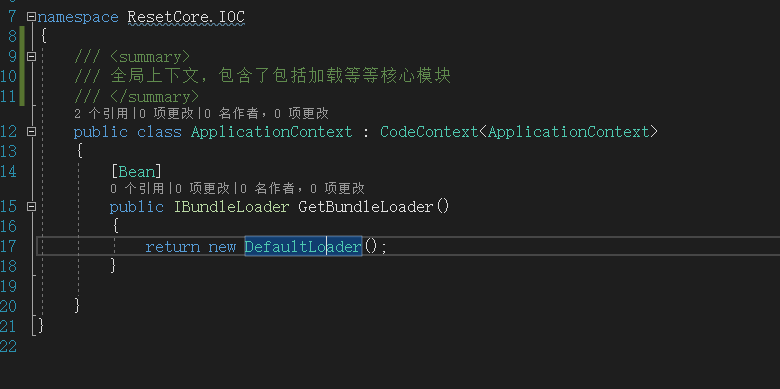 7 namespace ResetCore.IOC
8 {
9 /// <summary>
10 /// 全局上下文，包含了包括加载等等核心模块
11 /// </summary>
2 个引用|0 项更改|0 名作者，0 项更改
12 public class ApplicationContext : CodeContext<ApplicationContext>
13 {
14 [Bean]
0 个引用|0 项更改|0 名作者，0 项更改
15 public IBundleLoader GetBundleLoader()
16 {
17 return new DefaultLoader();
18 }
19
20 }
21 }
22